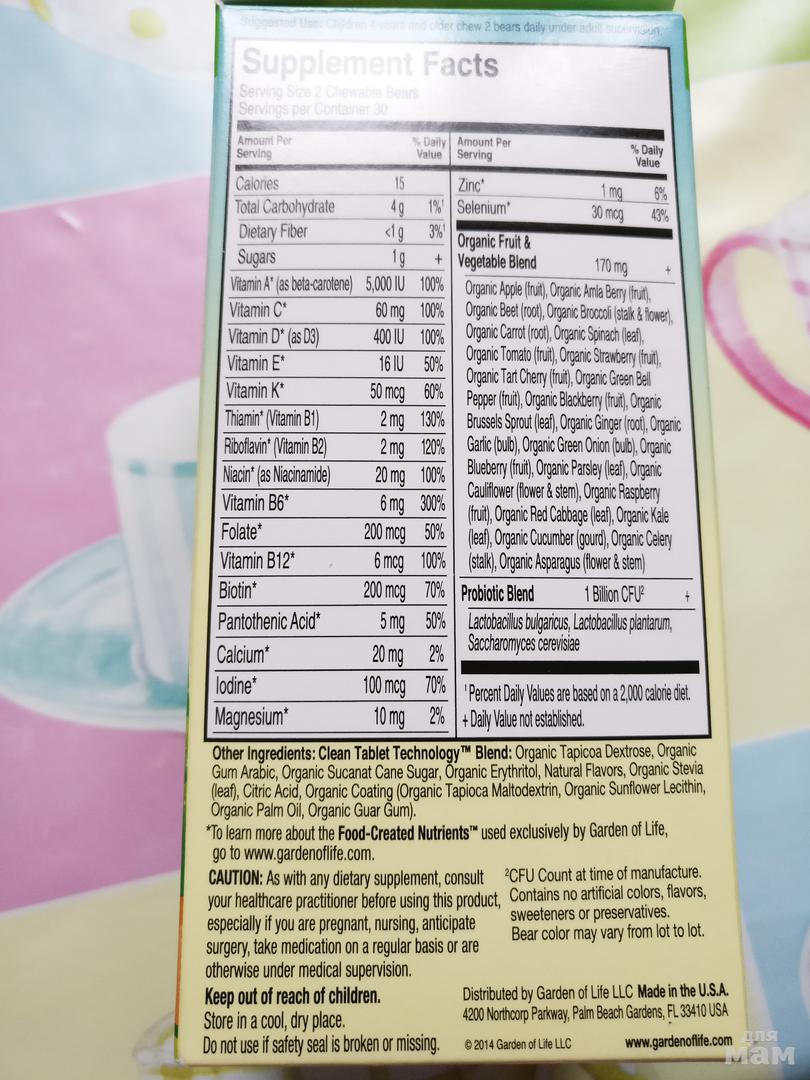 Suggested Use: Children 4 years and older chew 2 bears daily under adult supervision.
Supplement Facts
Serving Size 2 Chewable Bears
Servings per Container 30
Amount Per Serving % Daily Value
Calories 15
Total Carbohydrate 4 g 1%¹
Dietary Fiber <1 g 3%¹
Sugars 1 g +
Vitamin A* (as beta-carotene) 5,000 IU 100%
Vitamin C* 60 mg 100%
Vitamin D* (as D3) 400 IU 100%
Vitamin E* 16 IU 50%
Vitamin K* 50 mcg 60%
Thiamin* (Vitamin B1) 2 mg 130%
Riboflavin* (Vitamin B2) 2 mg 120%
Niacin* (as Niacinamide) 20 mg 100%
Vitamin B6* 6 mg 300%
Folate* 200 mcg 50%
Vitamin B12* 6 mcg 100%
Biotin* 200 mcg 70%
Pantothenic Acid* 5 mg 50%
Calcium* 20 mg 2%
Iodine* 100 mcg 70%
Magnesium* 10 mg 2%
Amount Per Serving % Daily Value
Zinc* 1 mg 6%
Selenium* 30 mcg 43%
Organic Fruit &
Vegetable Blend 170 mg +
Organic Apple (fruit), Organic Amla Berry (fruit),
Organic Beet (root), Organic Broccoli (stalk & flower),
Organic Carrot (root), Organic Spinach (leaf),
Organic Tomato (fruit), Organic Strawberry (fruit),
Organic Tart Cherry (fruit), Organic Green Bell
Pepper (fruit), Organic Blackberry (fruit), Organic
Brussels Sprout (leaf), Organic Ginger (root), Organic
Garlic (bulb), Organic Green Onion (bulb), Organic
Blueberry (fruit), Organic Parsley (leaf), Organic
Cauliflower (flower & stem), Organic Raspberry
(fruit), Organic Red Cabbage (leaf), Organic Kale
(leaf), Organic Cucumber (gourd), Organic Celery
(stalk), Organic Asparagus (flower & stem)
Probiotic Blend 1 Billion CFU² +
Lactobacillus bulgaricus, Lactobacillus plantarum,
Saccharomyces cerevisiae
¹Percent Daily Values are based on a 2,000 calorie diet.
+ Daily Value not established.
Other Ingredients: Clean Tablet Technology™ Blend: Organic Tapicoa Dextrose, Organic
Gum Arabic, Organic Sucanat Cane Sugar, Organic Erythritol, Natural Flavors, Organic Stevia
(leaf), Citric Acid, Organic Coating (Organic Tapioca Maltodextrin, Organic Sunflower Lecithin,
Organic Palm Oil, Organic Guar Gum).
*To learn more about the Food-Created Nutrients™ used exclusively by Garden of Life,
go to www.gardenoflife.com.
CAUTION: As with any dietary supplement, consult
your healthcare practitioner before using this product,
especially if you are pregnant, nursing, anticipate
surgery, take medication on a regular basis or are
otherwise under medical supervision.
Keep out of reach of children.
Store in a cool, dry place.
Do not use if safety seal is broken or missing.
²CFU Count at time of manufacture.
Contains no artificial colors, flavors,
sweeteners or preservatives.
Bear color may vary from lot to lot.
Distributed by Garden of Life LLC Made in the U.S.A.
4200 Northcorp Parkway, Palm Beach Gardens, FL 33410 USA
© 2014 Garden of Life LLC www.gardenoflife.com
для
мам